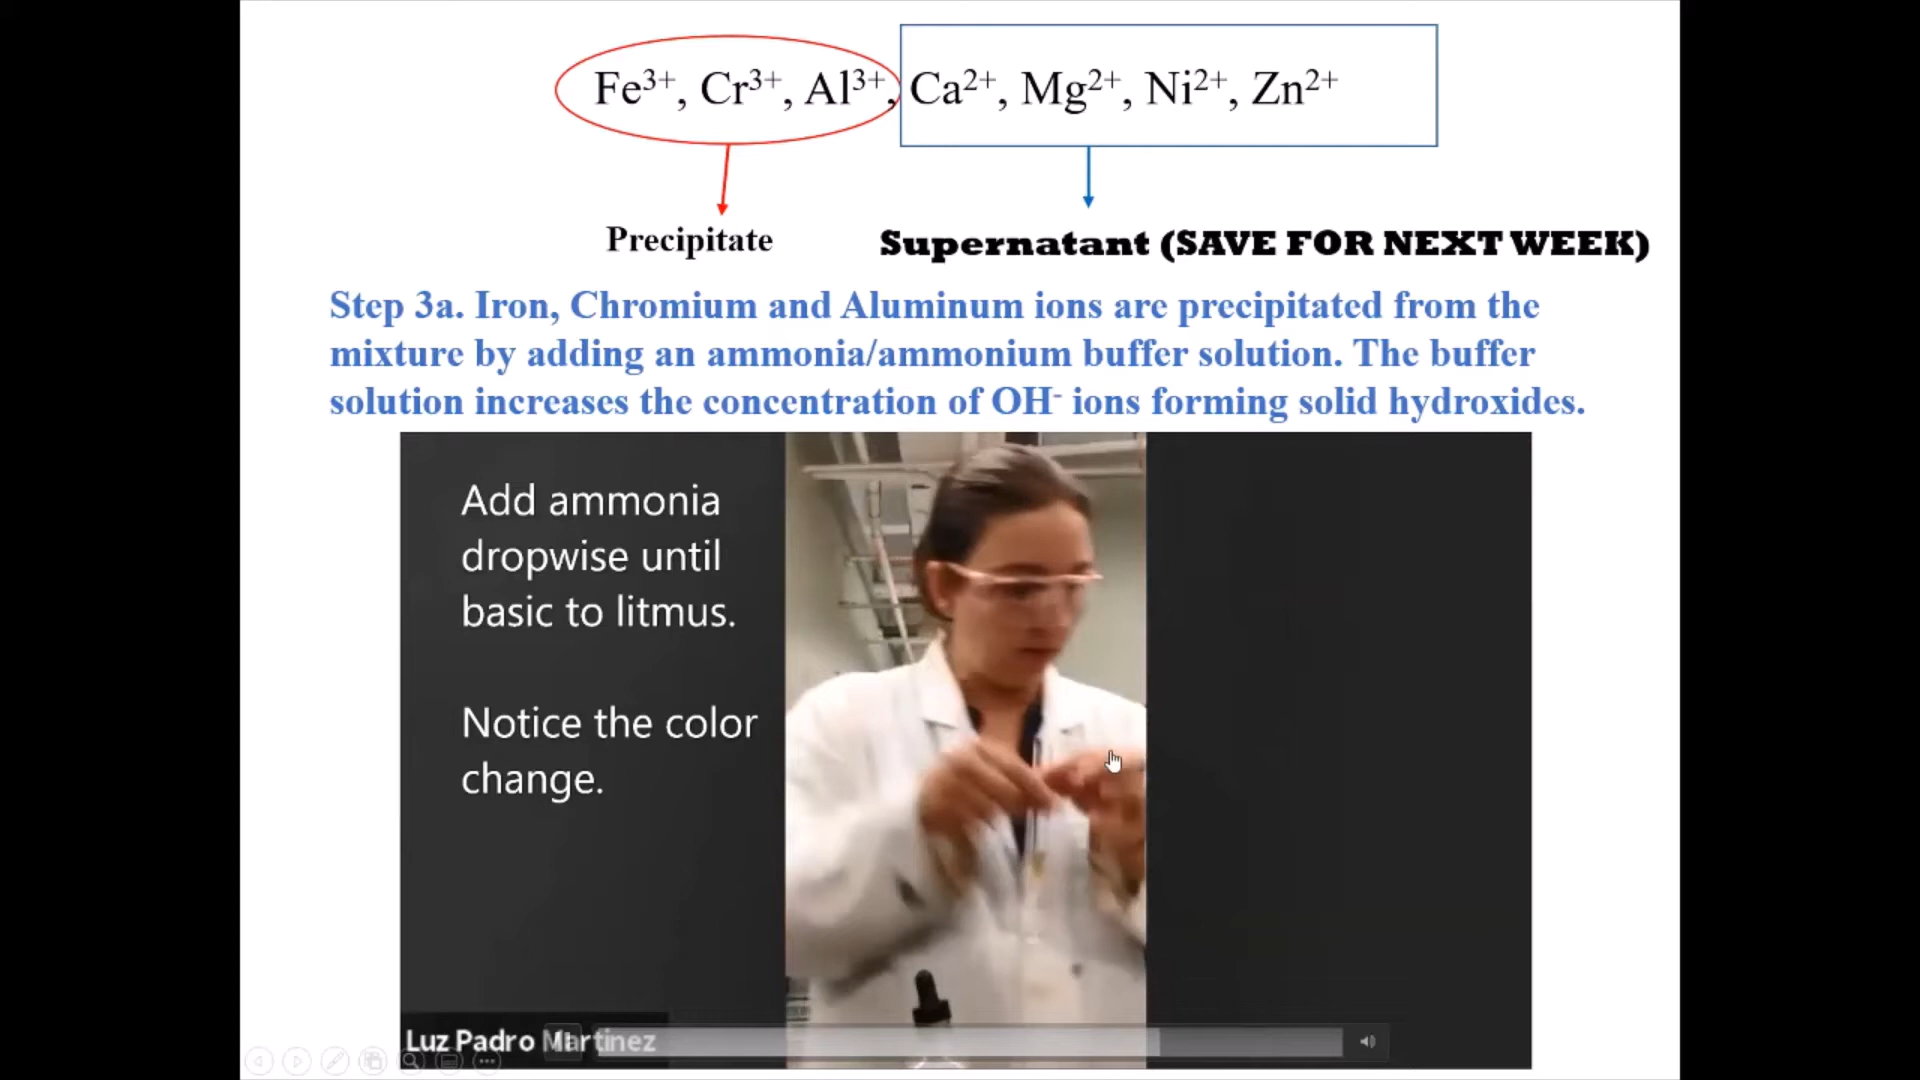 Fe³⁺, Cr³⁺, Al³⁺, Ca²⁺, Mg²⁺, Ni²⁺, Zn²⁺
Precipitate
Supernatant (SAVE FOR NEXT WEEK)
Step 3a. Iron, Chromium and Aluminum ions are precipitated from the
mixture by adding an ammonia/ammonium buffer solution. The buffer
solution increases the concentration of OH⁻ ions forming solid hydroxides.
Add ammonia
dropwise until
basic to litmus.
Notice the color
change.
Luz Padro Martinez